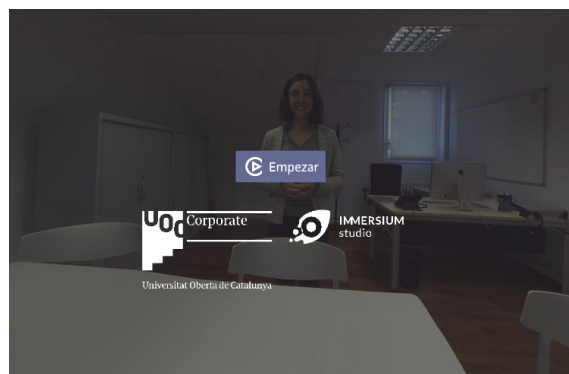 Empezar
UOC
Corporate
IMMERSIUM
studio
Universitat Oberta de Catalunya